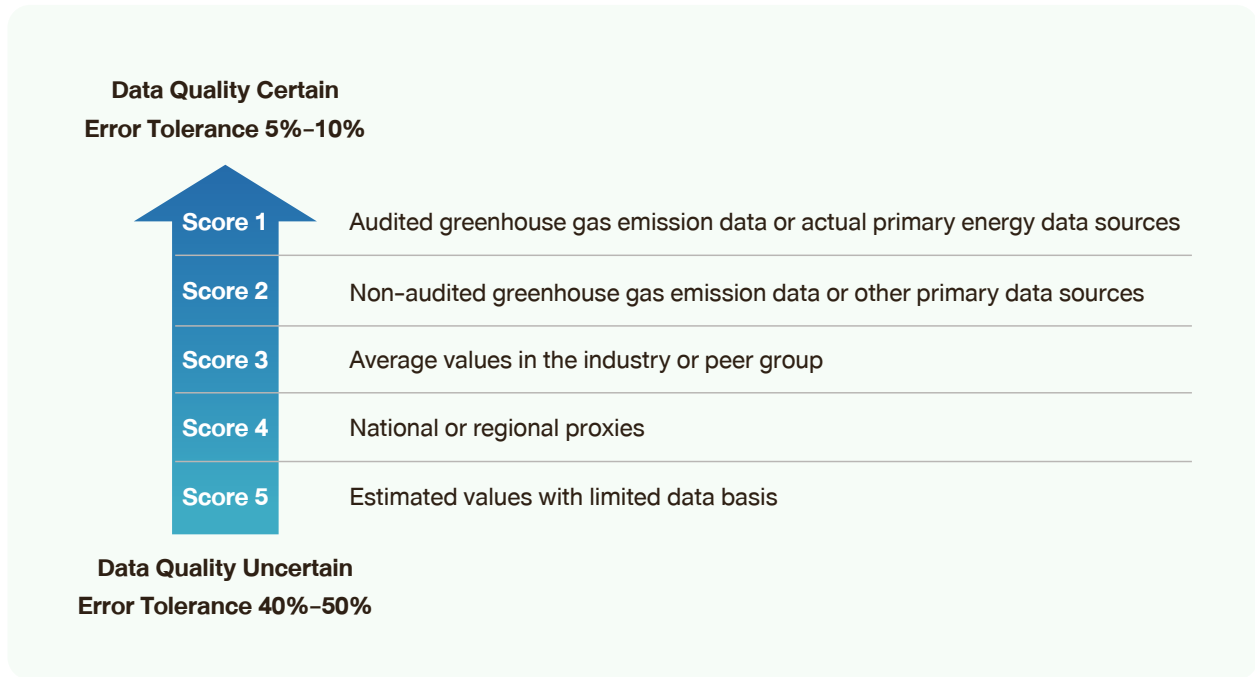 Data Quality Certain
Error Tolerance 5%–10%
Score 1 Audited greenhouse gas emission data or actual primary energy data sources
Score 2 Non-audited greenhouse gas emission data or other primary data sources
Score 3 Average values in the industry or peer group
Score 4 National or regional proxies
Score 5 Estimated values with limited data basis
Data Quality Uncertain
Error Tolerance 40%–50%